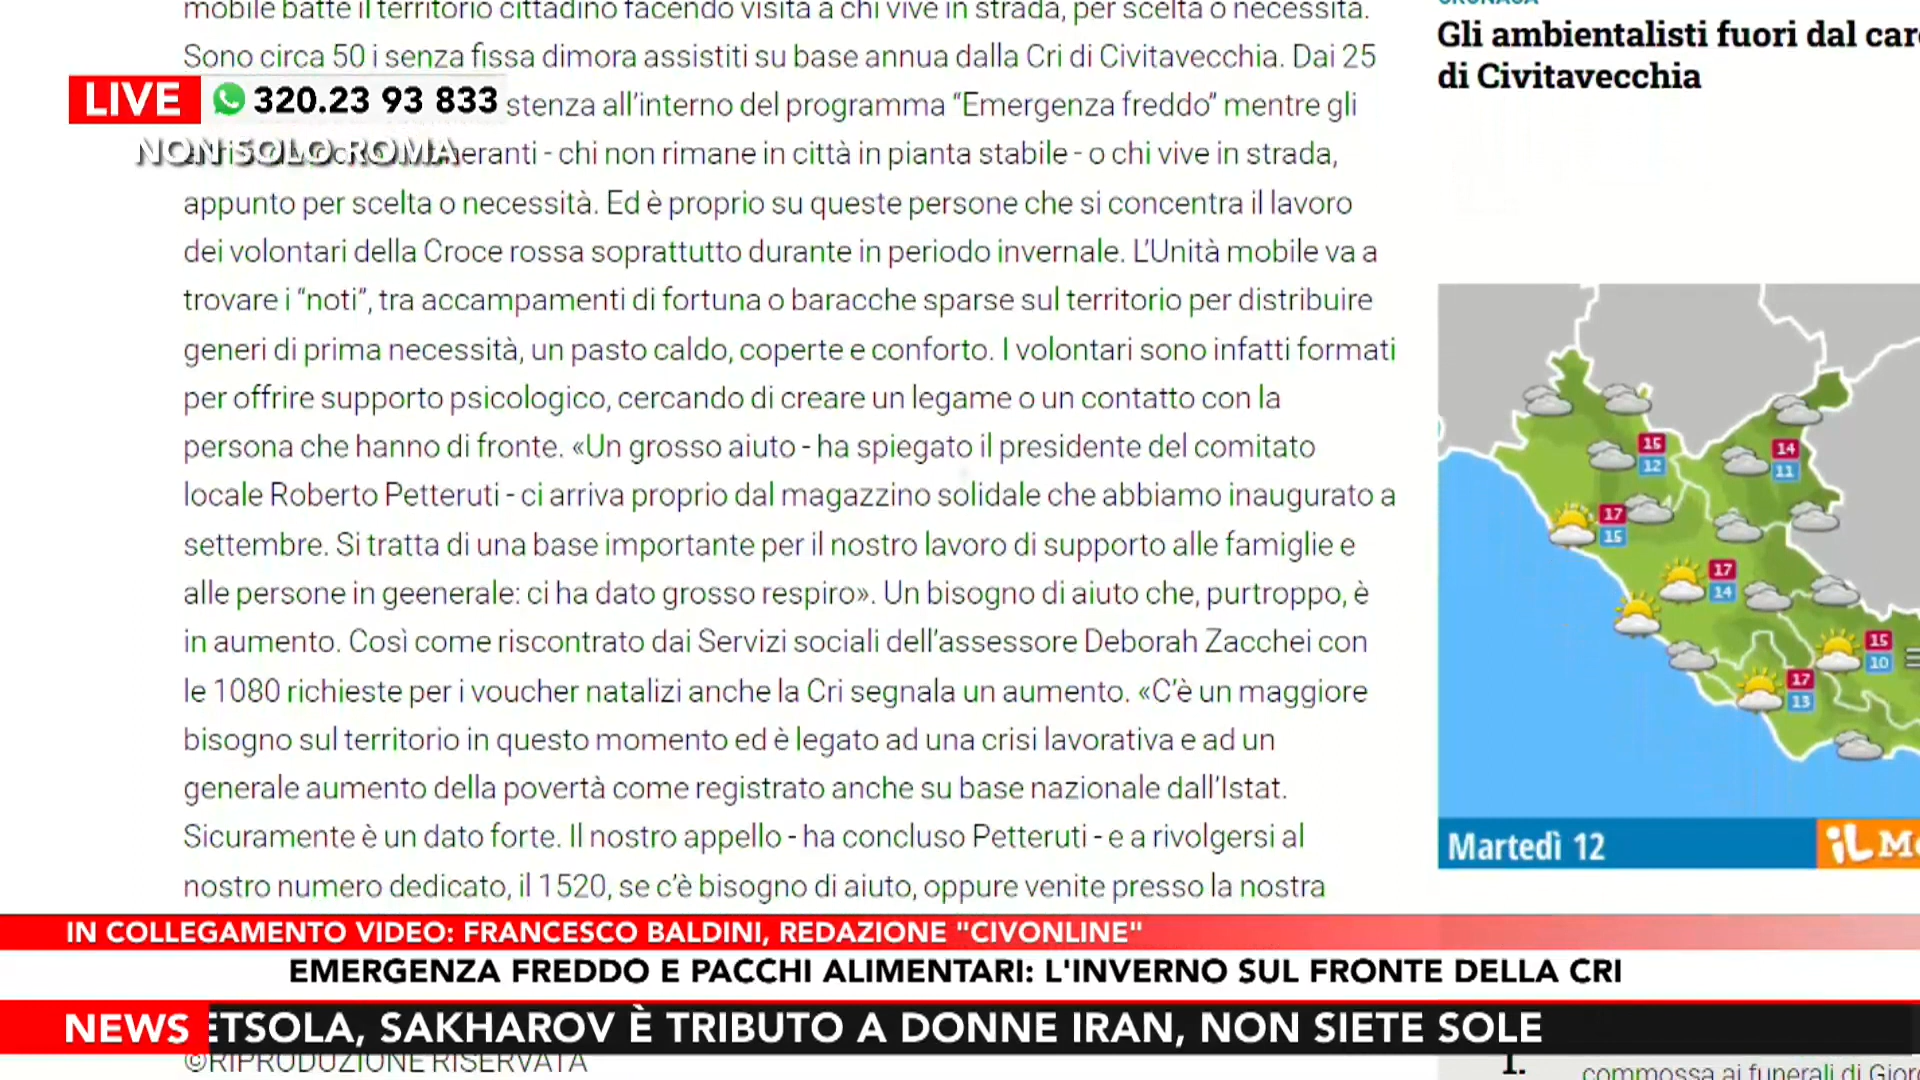 mobile batte il territorio cittadino facendo visita a chi vive in strada, per scelta o necessità.
Sono circa 50 i senza fissa dimora assistiti su base annua dalla Cri di Civitavecchia. Dai 25
LIVE 320.23 93 833 stenza all'interno del programma “Emergenza freddo” mentre gli
NON SOLO ROMA neranti - chi non rimane in città in pianta stabile - o chi vive in strada,
appunto per scelta o necessità. Ed è proprio su queste persone che si concentra il lavoro
dei volontari della Croce rossa soprattutto durante in periodo invernale. L'Unità mobile va a
trovare i “noti”, tra accampamenti di fortuna o baracche sparse sul territorio per distribuire
generi di prima necessità, un pasto caldo, coperte e conforto. I volontari sono infatti formati
per offrire supporto psicologico, cercando di creare un legame o un contatto con la
persona che hanno di fronte. «Un grosso aiuto - ha spiegato il presidente del comitato
locale Roberto Petteruti - ci arriva proprio dal magazzino solidale che abbiamo inaugurato a
settembre. Si tratta di una base importante per il nostro lavoro di supporto alle famiglie e
alle persone in geenerale: ci ha dato grosso respiro». Un bisogno di aiuto che, purtroppo, è
in aumento. Così come riscontrato dai Servizi sociali dell'assessore Deborah Zacchei con
le 1080 richieste per i voucher natalizi anche la Cri segnala un aumento. «C'è un maggiore
bisogno sul territorio in questo momento ed è legato ad una crisi lavorativa e ad un
generale aumento della povertà come registrato anche su base nazionale dall'Istat.
Sicuramente è un dato forte. Il nostro appello - ha concluso Petteruti - e a rivolgersi al
nostro numero dedicato, il 1520, se c'è bisogno di aiuto, oppure venite presso la nostra
©RIPRODUZIONE RISERVATA
CRONACA
Gli ambientalisti fuori dal car
di Civitavecchia
15
12
14
11
17
15
17
14
15
10
17
13
Martedì 12
iL M
IN COLLEGAMENTO VIDEO: FRANCESCO BALDINI, REDAZIONE "CIVONLINE"
EMERGENZA FREDDO E PACCHI ALIMENTARI: L'INVERNO SUL FRONTE DELLA CRI
NEWS ETSOLA, SAKHAROV È TRIBUTO A DONNE IRAN, NON SIETE SOLE
1.
commossa ai funerali di Gior